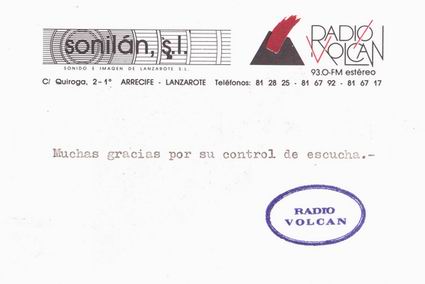 sonilán, s.l.
SONIDO E IMAGEN DE LANZAROTE S.L.
RADIO
VOLCAN
93.0-FM estéreo
C/ Quiroga, 2-1º ARRECIFE - LANZAROTE Teléfonos: 81 28 25 - 81 67 92 - 81 67 17
Muchas gracias por su control de escucha.-
RADIO
VOLCAN